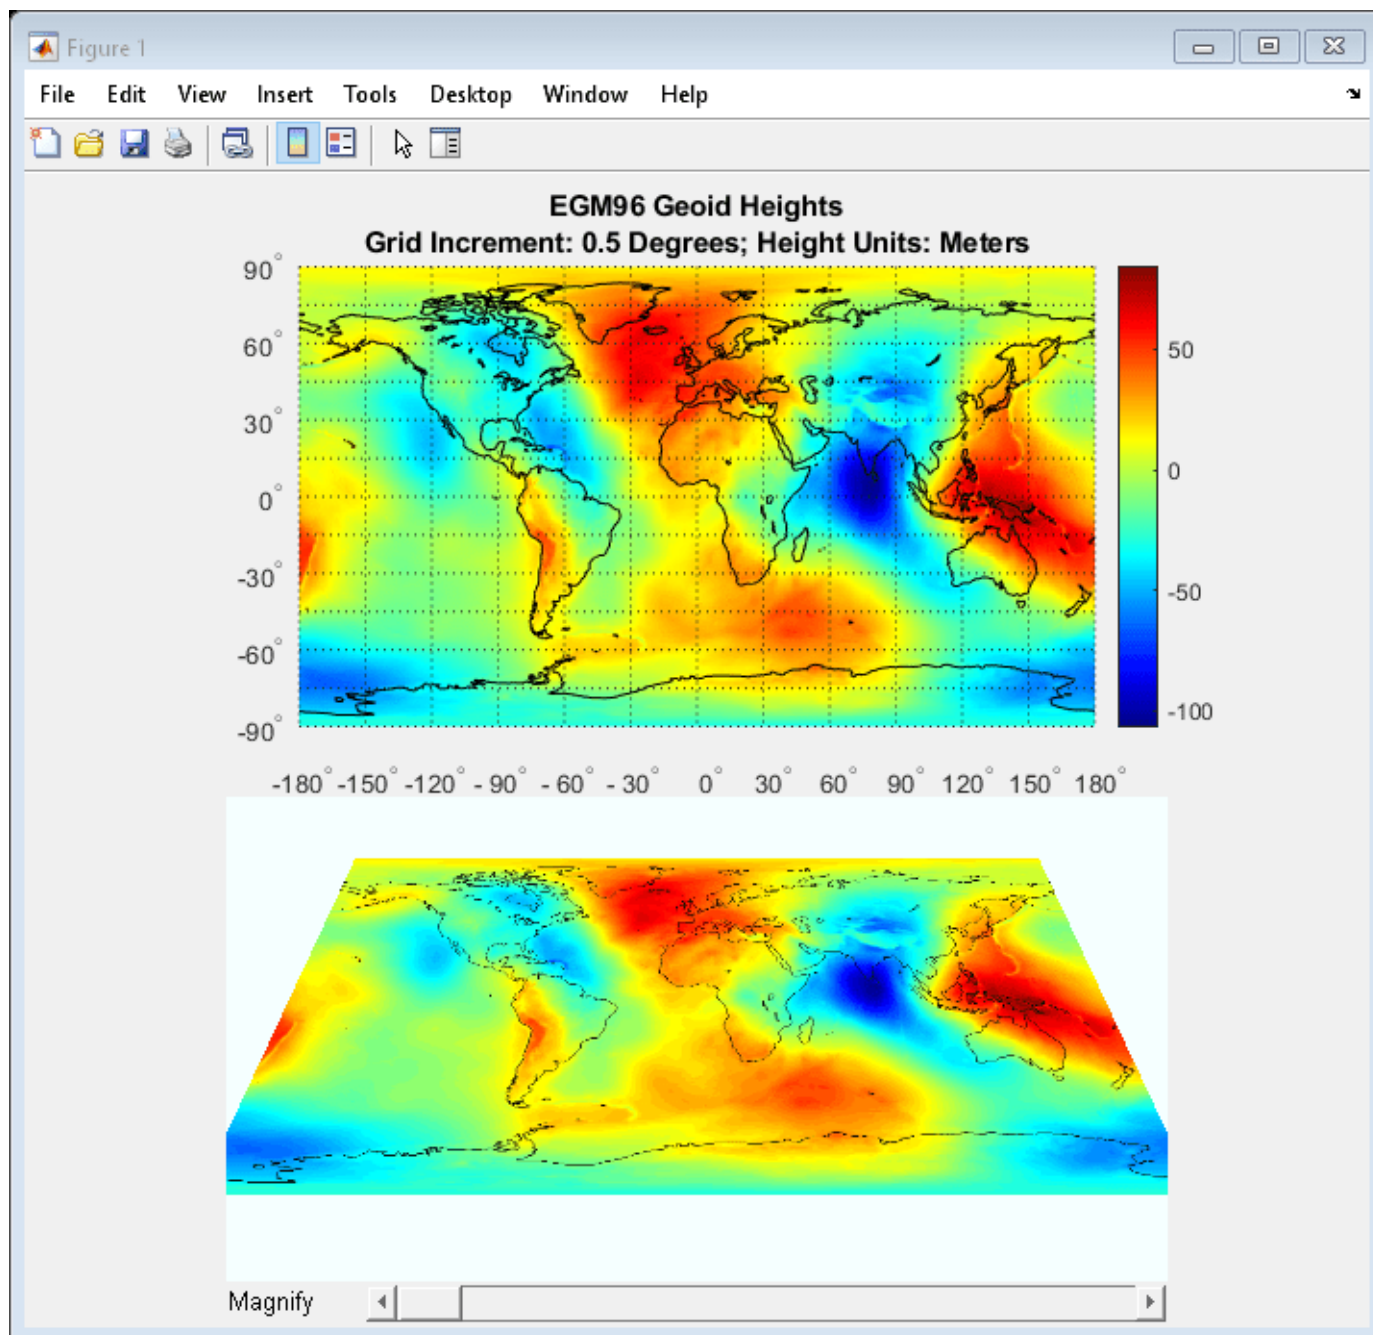 Figure 1
File Edit View Insert Tools Desktop Window Help
EGM96 Geoid Heights
Grid Increment: 0.5 Degrees; Height Units: Meters
90°
60°
30°
0°
-30°
-60°
-90°
50
0
-50
-100
-180° -150° -120° - 90° - 60° - 30° 0° 30° 60° 90° 120° 150° 180°
Magnify